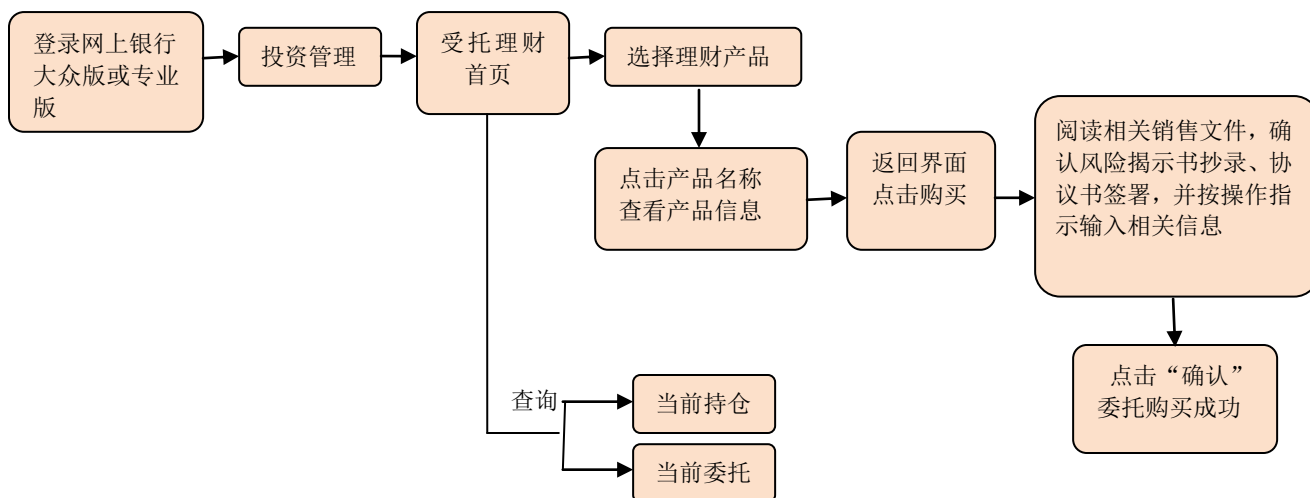 登录网上银行
大众版或专业
版
投资管理
受托理财
首页
选择理财产品
点击产品名称
查看产品信息
返回界面
点击购买
阅读相关销售文件，确
认风险揭示书抄录、协
议书签署，并按操作指
示输入相关信息
点击“确认”
委托购买成功
查询
当前持仓
当前委托